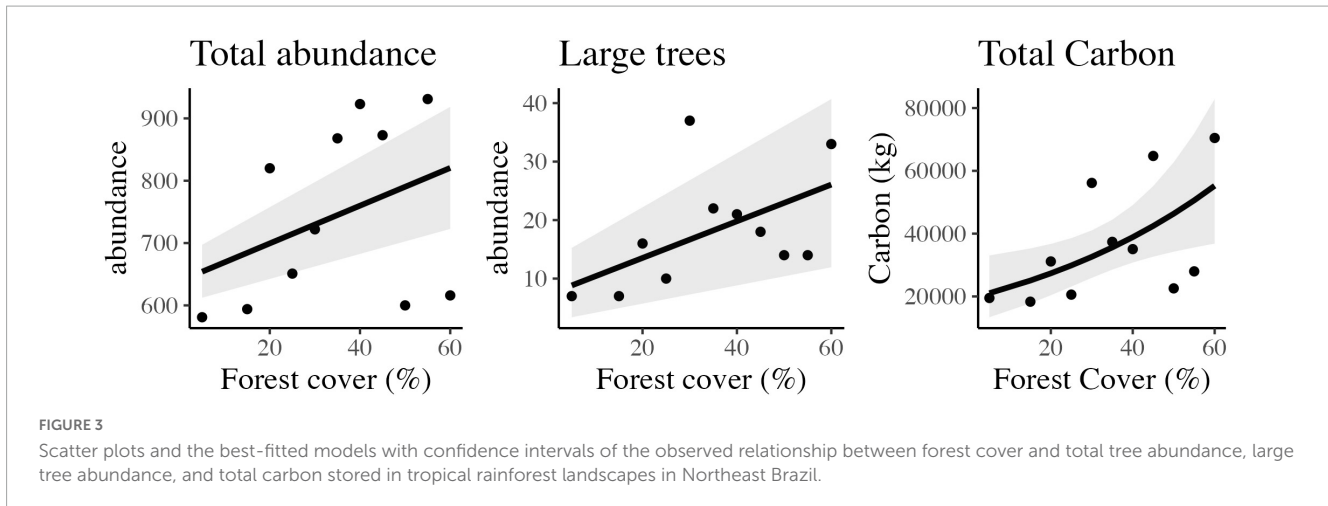 Total abundance
Large trees
Total Carbon
abundance
900
800
700
600
20
40
60
Forest cover (%)
abundance
40
30
20
10
20
40
60
Forest cover (%)
Carbon (kg)
80000
60000
40000
20000
20
40
60
Forest Cover (%)
FIGURE 3
Scatter plots and the best-fitted models with confidence intervals of the observed relationship between forest cover and total tree abundance, large
tree abundance, and total carbon stored in tropical rainforest landscapes in Northeast Brazil.